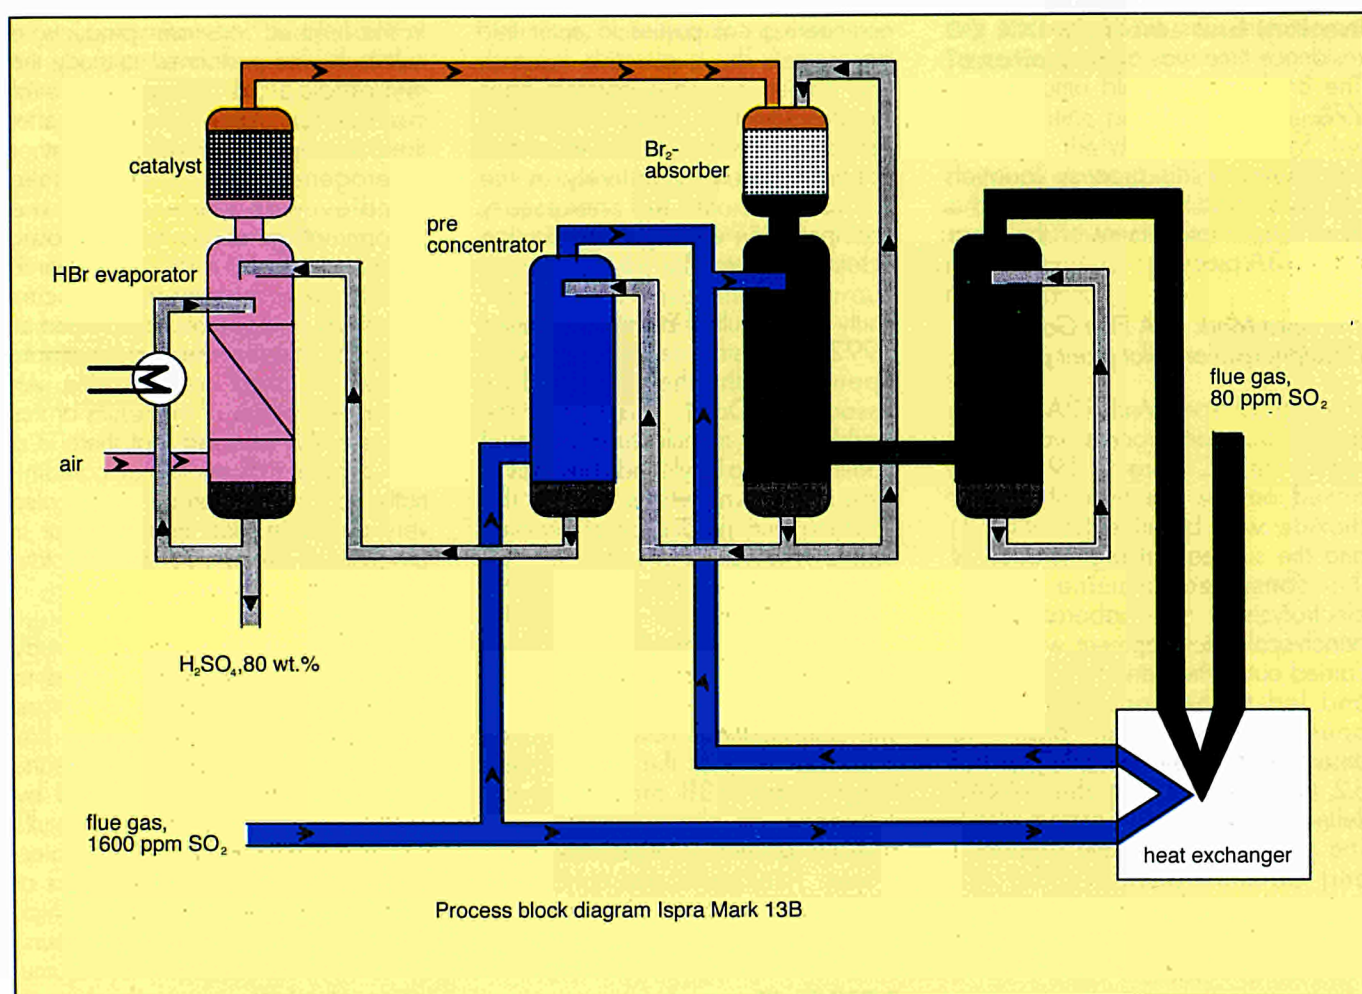 catalyst
Br₂-
absorber
pre
concentrator
HBr evaporator
air
flue gas,
80 ppm SO₂
H₂SO₄,80 wt.%
flue gas,
1600 ppm SO₂
heat exchanger
Process block diagram Ispra Mark 13B